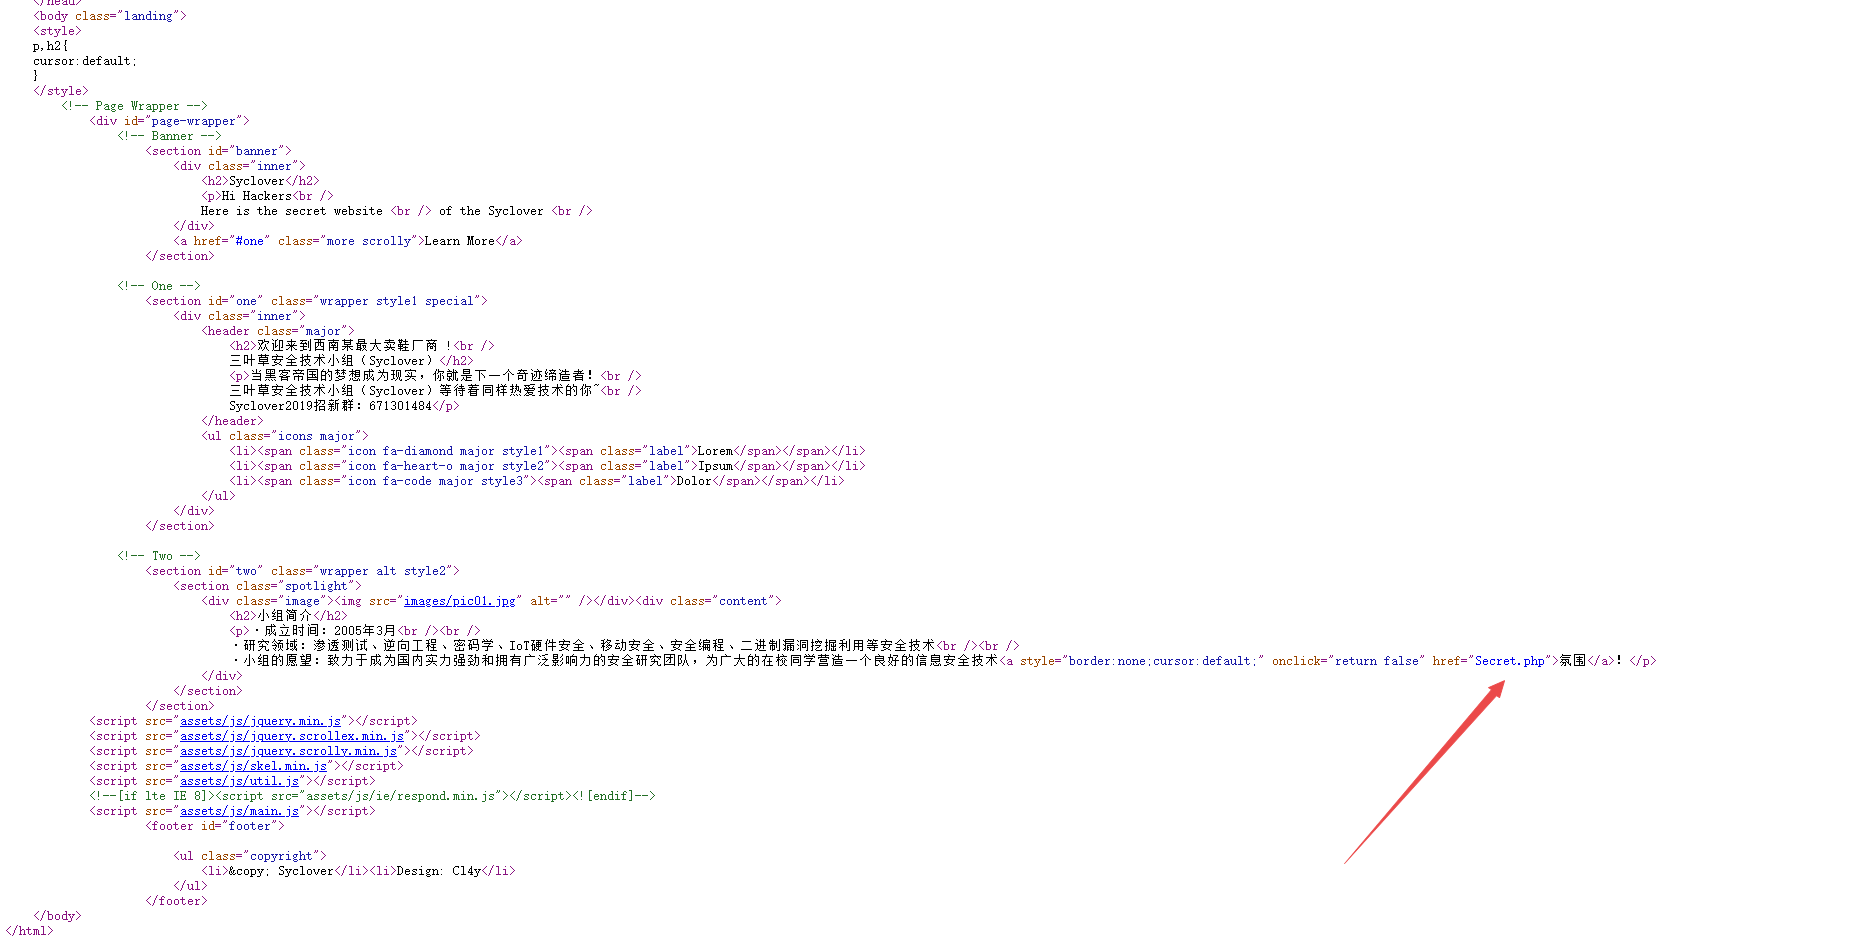 </head>
<body class="landing">
<style>
p,h2{
cursor:default;
}
</style>
<!-- Page Wrapper -->
<div id="page-wrapper">
<!-- Banner -->
<section id="banner">
<div class="inner">
<h2>Syclover</h2>
<p>Hi Hackers<br />
Here is the secret website <br /> of the Syclover <br />
</div>
<a href="#one" class="more scrolly">Learn More</a>
</section>
<!-- One -->
<section id="one" class="wrapper style1 special">
<div class="inner">
<header class="major">
<h2>欢迎来到西南某最大卖鞋厂商 !<br />
三叶草安全技术小组（Syclover）</h2>
<p>当黑客帝国的梦想成为现实，你就是下一个奇迹缔造者！<br />
三叶草安全技术小组（Syclover）等待着同样热爱技术的你~<br />
Syclover2019招新群：671301484</p>
</header>
<ul class="icons major">
<li><span class="icon fa-diamond major style1"><span class="label">Lorem</span></span></li>
<li><span class="icon fa-heart-o major style2"><span class="label">Ipsum</span></span></li>
<li><span class="icon fa-code major style3"><span class="label">Dolor</span></span></li>
</ul>
</div>
</section>
<!-- Two -->
<section id="two" class="wrapper alt style2">
<section class="spotlight">
<div class="image"><img src="images/pic01.jpg" alt="" /></div><div class="content">
<h2>小组简介</h2>
<p>·成立时间：2005年3月<br /><br />
·研究领域：渗透测试、逆向工程、密码学、IoT硬件安全、移动安全、安全编程、二进制漏洞挖掘利用等安全技术<br /><br />
·小组的愿望：致力于成为国内实力强劲和拥有广泛影响力的安全研究团队，为广大的在校同学营造一个良好的信息安全技术<a style="border:none;cursor:default;" onclick="return false" href="Secret.php">氛围</a>！</p>
</div>
</section>
</section>
<script src="assets/js/jquery.min.js"></script>
<script src="assets/js/jquery.scrollex.min.js"></script>
<script src="assets/js/jquery.scrolly.min.js"></script>
<script src="assets/js/skel.min.js"></script>
<script src="assets/js/util.js"></script>
<!--[if lte IE 8]><script src="assets/js/ie/respond.min.js"></script><![endif]-->
<script src="assets/js/main.js"></script>
<footer id="footer">
<ul class="copyright">
<li>&copy; Syclover</li><li>Design: Cl4y</li>
</ul>
</footer>
</body>
</html>